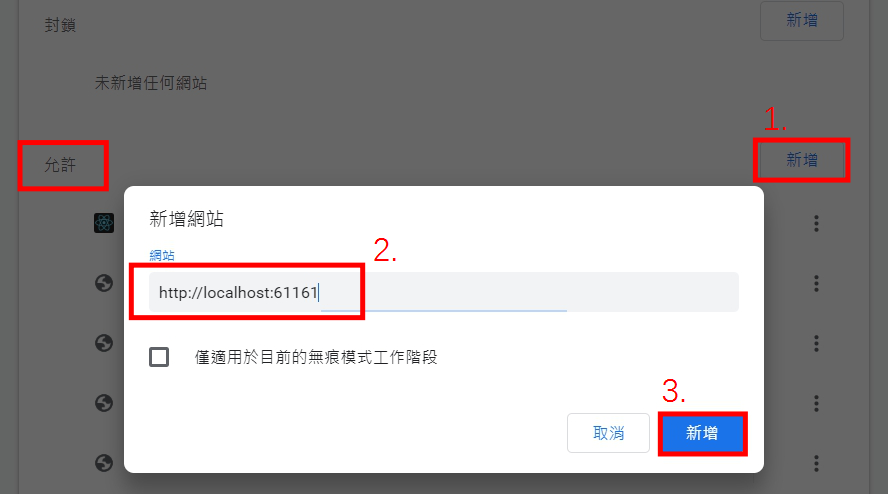 封鎖
新增
未新增任何網站
1.
允許
新增
新增網站
網站
2.
http://localhost:61161
僅適用於目前的無痕模式工作階段
3.
取消
新增